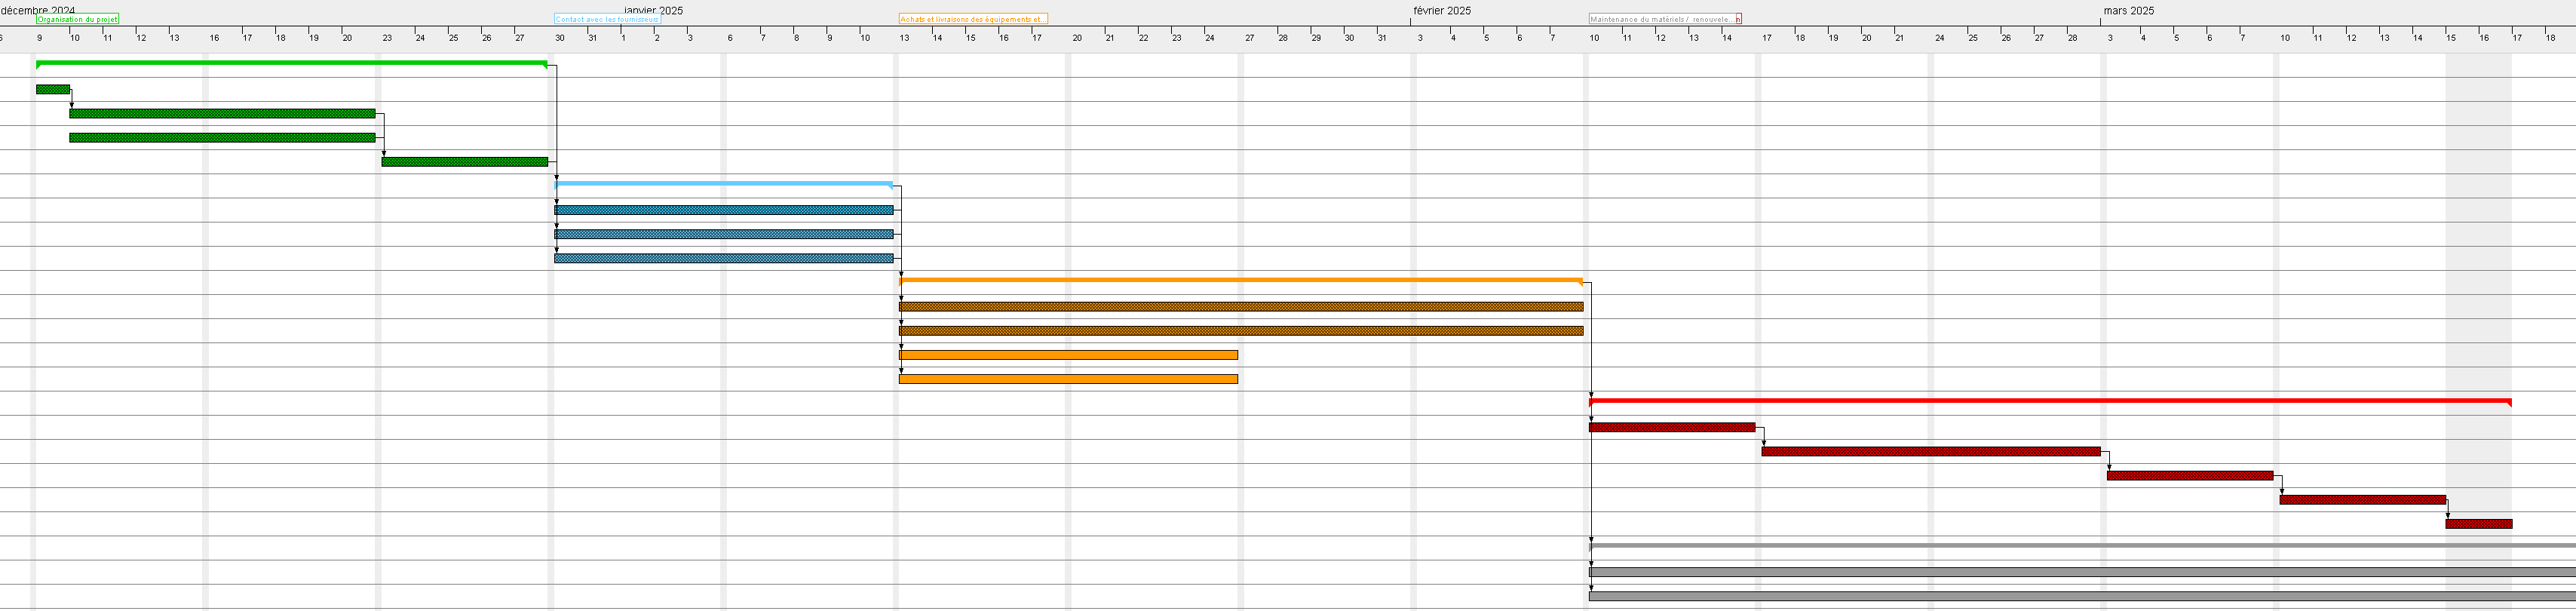 décembre 2024 janvier 2025 février 2025 mars 2025
Organisation du projet Contact avec les fournisseurs Achats et livraisons des équipements et... Maintenance du matériels / renouvele... n
9 10 11 12 13 16 17 18 19 20 23 24 25 26 27 30 31 1 2 3 6 7 8 9 10 13 14 15 16 17 20 21 22 23 24 27 28 29 30 31 3 4 5 6 7 10 11 12 13 14 17 18 19 20 21 24 25 26 27 28 3 4 5 6 7 10 11 12 13 14 15 16 17 18